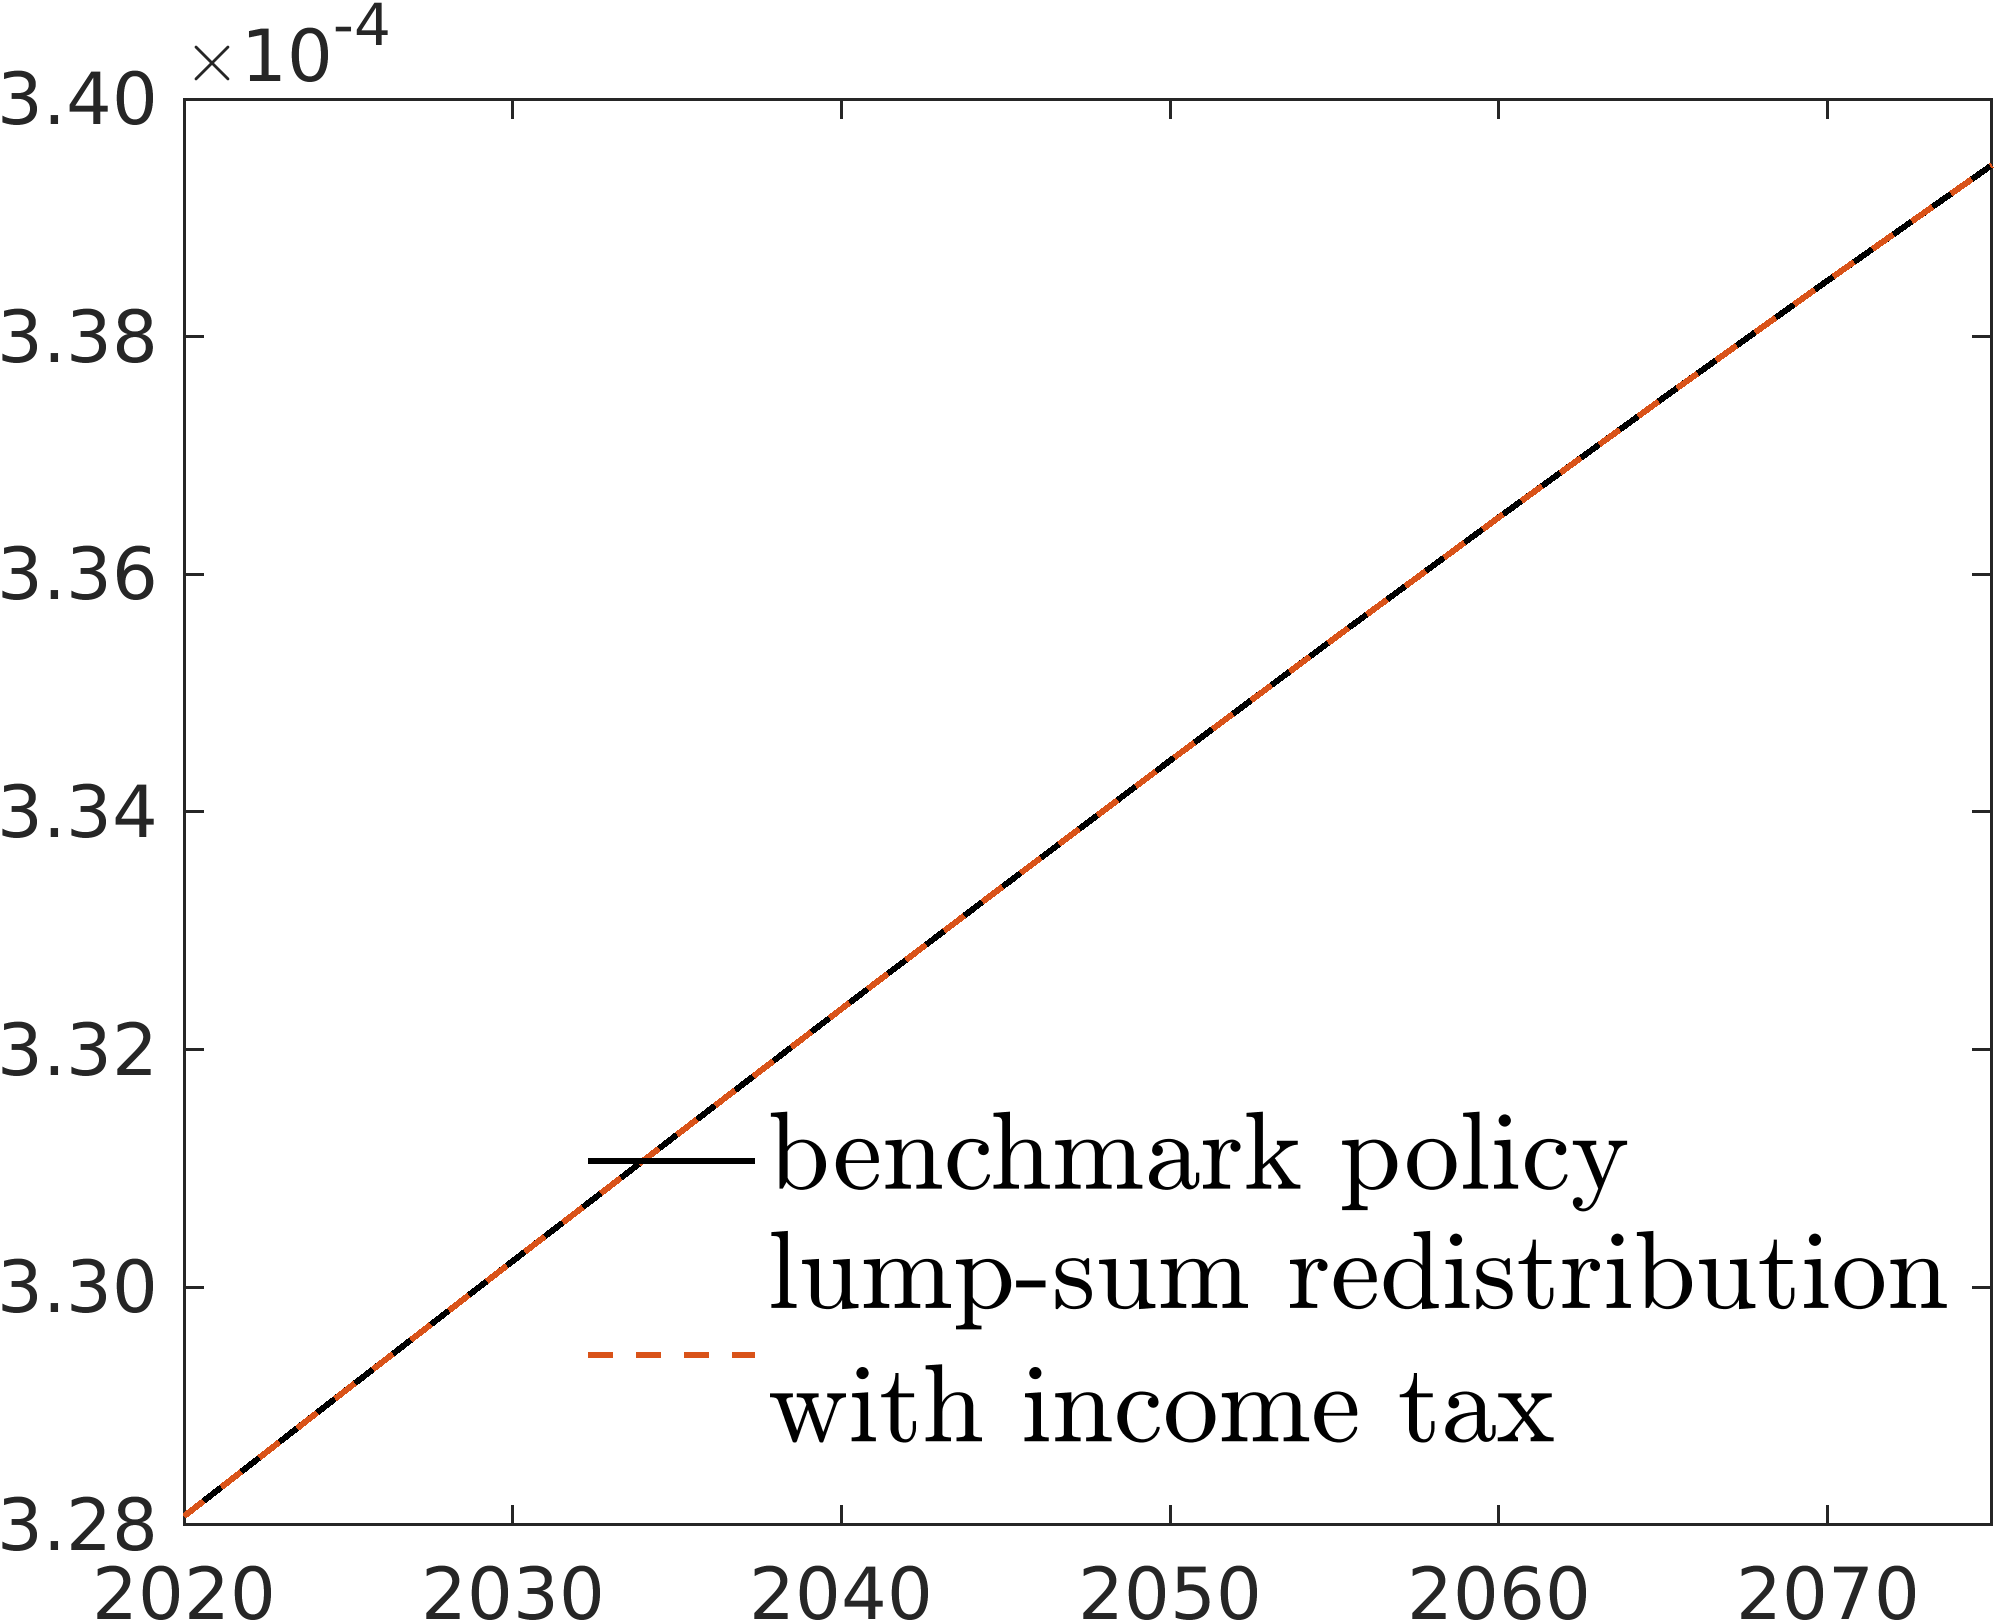 ×10-4
3.40
3.38
3.36
3.34
3.32
3.30
3.28
benchmark policy
lump-sum redistribution
with income tax
2020 2030 2040 2050 2060 2070